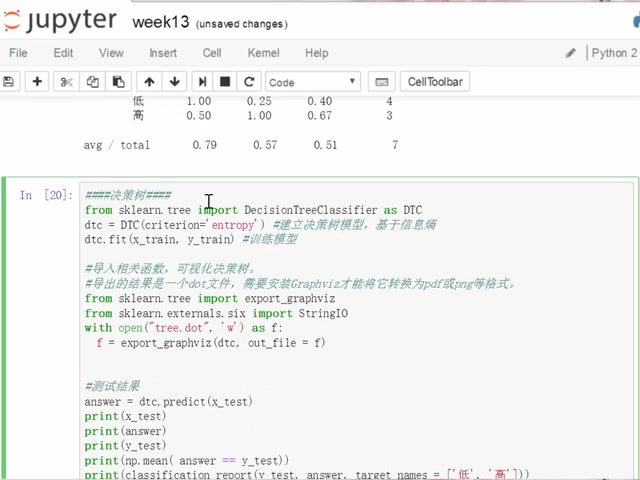 jupyter week13 (unsaved changes)
File Edit View Insert Cell Kernel Help Python 2
Code CellToolbar
低 1.00 0.25 0.40 4
高 0.50 1.00 0.67 3
avg / total 0.79 0.57 0.51 7
In [20]: ####决策树####
from sklearn.tree import DecisionTreeClassifier as DTC
dtc = DTC(criterion='entropy') #建立决策树模型，基于信息熵
dtc.fit(x_train, y_train) #训练模型
#导入相关函数，可视化决策树。
#导出的结果是一个dot文件，需要安装Graphviz才能将它转换为pdf或png等格式。
from sklearn.tree import export_graphviz
from sklearn.externals.six import StringIO
with open("tree.dot", 'w') as f:
f = export_graphviz(dtc, out_file = f)
#测试结果
answer = dtc.predict(x_test)
print(x_test)
print(answer)
print(y_test)
print(np.mean( answer == y_test))
print(classification_report(y_test, answer, target_names = ['低', '高']))